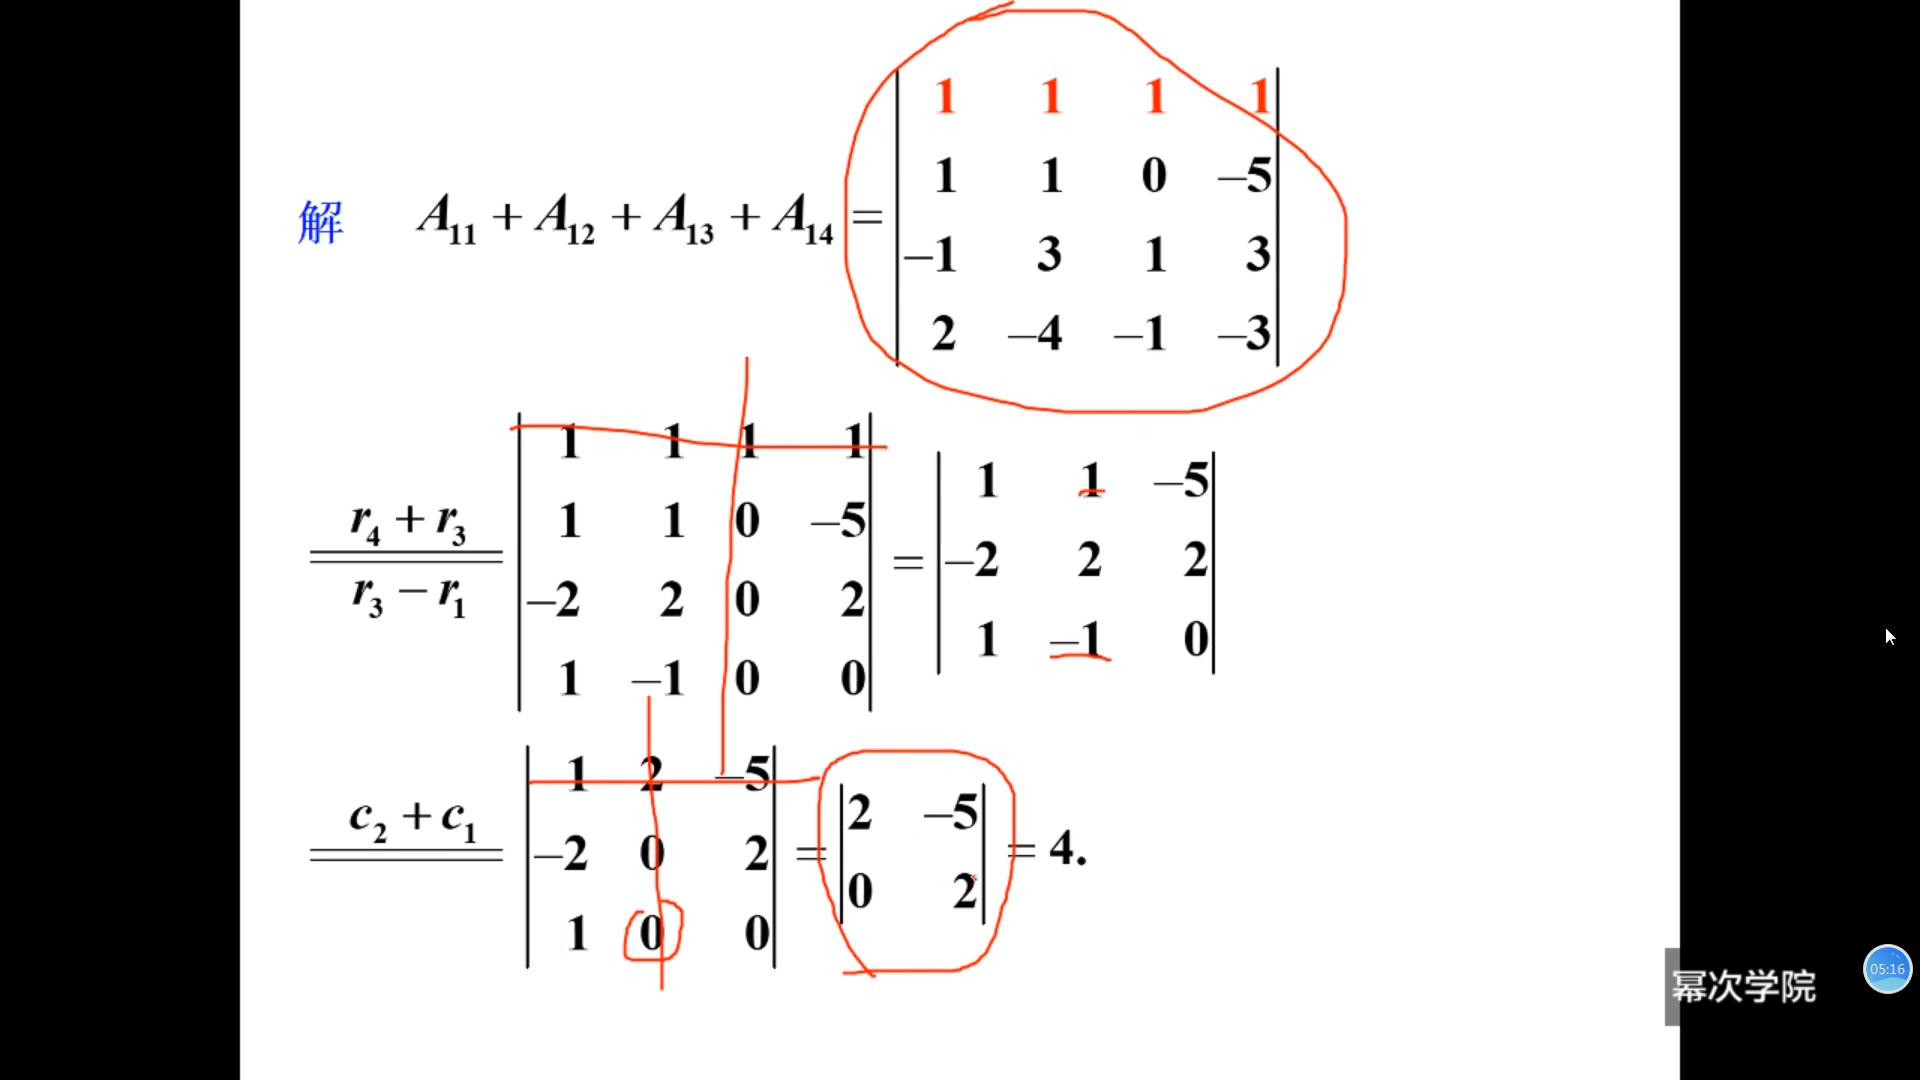 解 A₁₁ + A₁₂ + A₁₃ + A₁₄ =
1 1 1 1
1 1 0 –5
–1 3 1 3
2 –4 –1 –3
r₄ + r₃
r₃ – r₁
1 1 1 1
1 1 0 –5
–2 2 0 2
1 –1 0 0
=
1 1 –5
–2 2 2
1 –1 0
c₂ + c₁
1 2 –5
–2 0 2
1 0 0
=
2 –5
0 2
= 4.
幂次学院
05:16